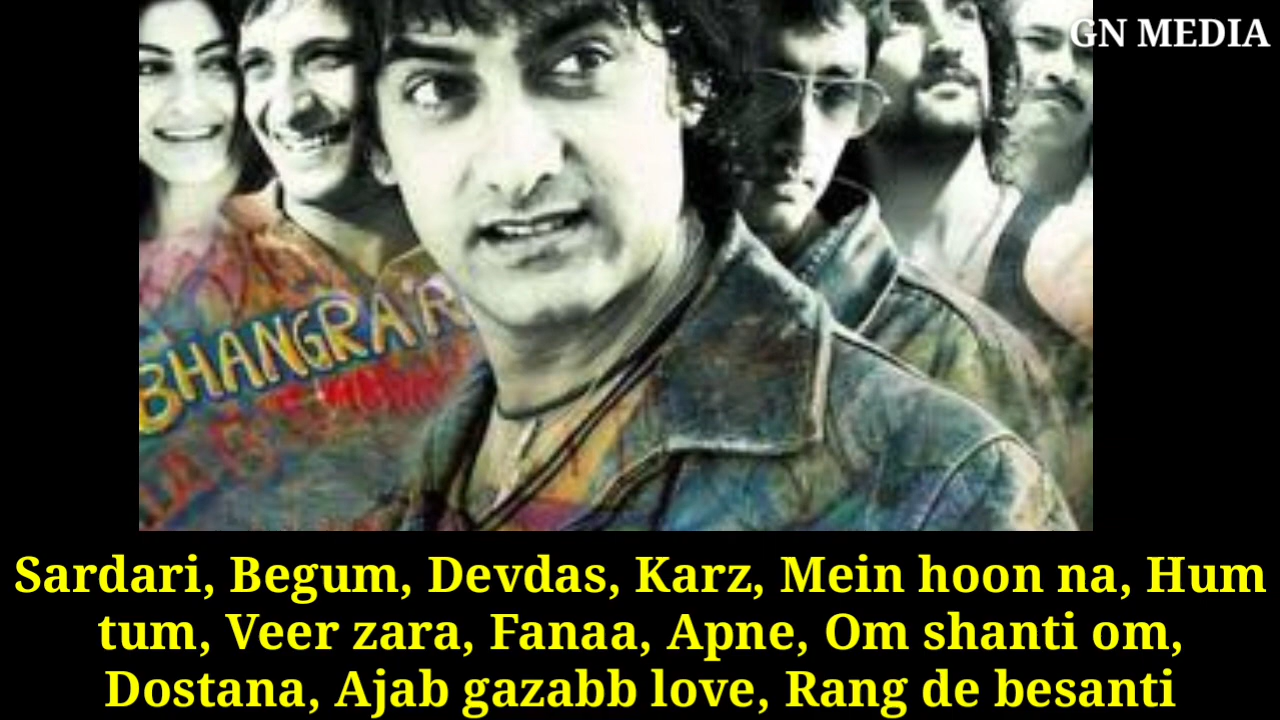 GN MEDIA
BHANGRA'R
Sardari, Begum, Devdas, Karz, Mein hoon na, Hum
tum, Veer zara, Fanaa, Apne, Om shanti om,
Dostana, Ajab gazabb love, Rang de besanti